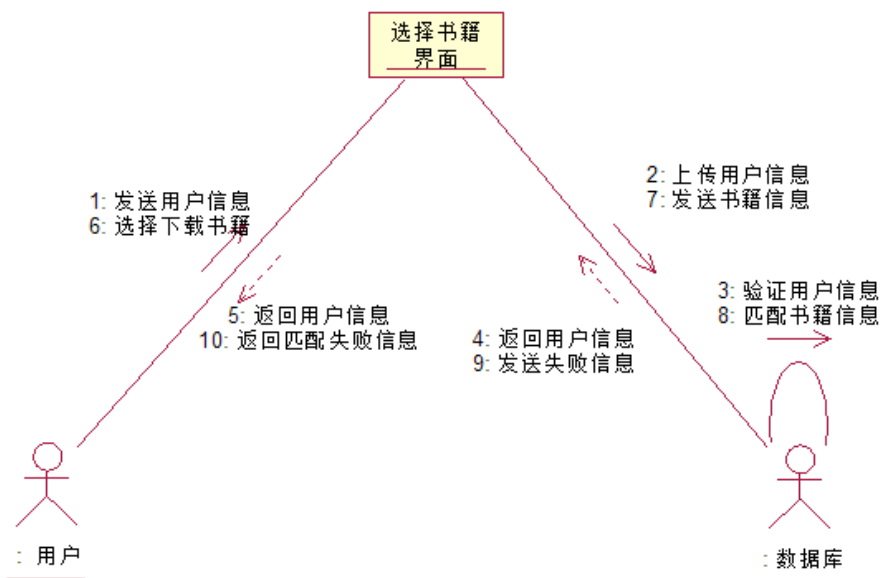 选择书籍
界面
1: 发送用户信息
6: 选择下载书籍
2: 上传用户信息
7: 发送书籍信息
3: 验证用户信息
8: 匹配书籍信息
5: 返回用户信息
10: 返回匹配失败信息
4: 返回用户信息
9: 发送失败信息
: 用户
: 数据库